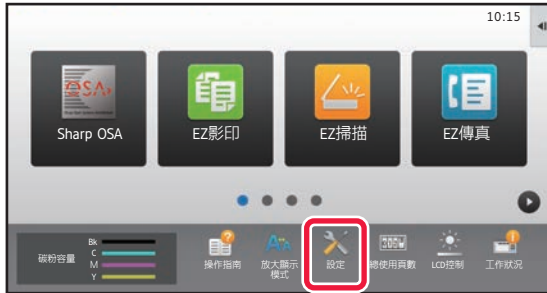 10:15
OSA
Sharp OSA
EZ影印
EZ掃描
EZ傳真
碳粉容量
Bk
C
M
Y
操作指南
放大顯示
模式
設定
總使用頁數
LCD控制
工作狀況